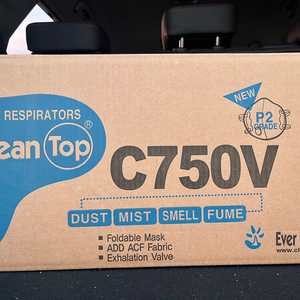 RESPIRATORS
ean Top ®
C750V
NEW
P2
GRADE
DUST MIST SMELL FUME
■ Foldable Mask
■ ADD ACF Fabric
■ Exhalation Valve
Ever
www.c